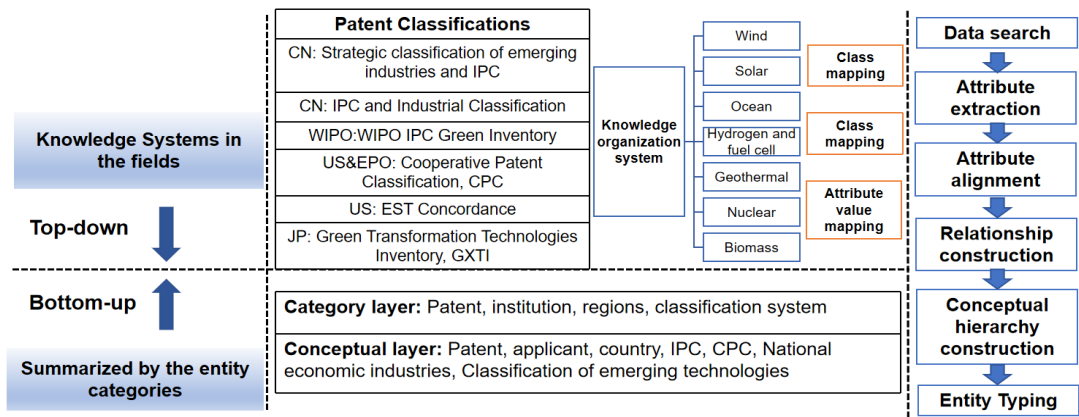 Knowledge Systems in
the fields
Top-down
Bottom-up
Summarized by the entity
categories
Patent Classifications
CN: Strategic classification of emerging
industries and IPC
CN: IPC and Industrial Classification
WIPO:WIPO IPC Green Inventory
US&EPO: Cooperative Patent
Classification, CPC
US: EST Concordance
JP: Green Transformation Technologies
Inventory, GXTI
Knowledge
organization
system
Wind
Solar
Ocean
Hydrogen and
fuel cell
Geothermal
Nuclear
Biomass
Class
mapping
Class
mapping
Attribute
value
mapping
Category layer: Patent, institution, regions, classification system
Conceptual layer: Patent, applicant, country, IPC, CPC, National
economic industries, Classification of emerging technologies
Data search
Attribute
extraction
Attribute
alignment
Relationship
construction
Conceptual
hierarchy
construction
Entity Typing